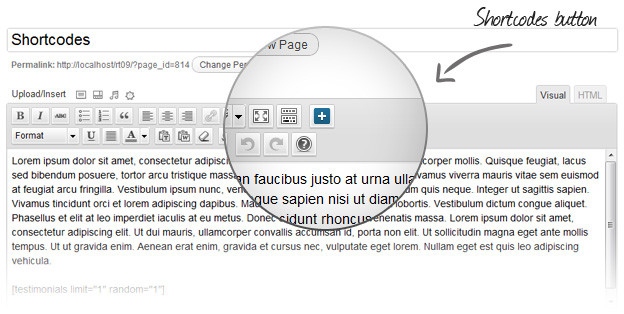 Shortcodes button
Shortcodes
w Page
Permalink: http://localhost/rt09/?page_id=814 Change Per
Upload/Insert Visual HTML
B I ABC
Format U A
Lorem ipsum dolor sit amet, consectetur adipisc corper mollis. Quisque feugiat, lacus
sed bibendum posuere, tortor arcu tristique massa vamus viverra mauris vitae sem euismod
an faucibus justo at urna ulla
at feugiat arcu fringilla. Vestibulum ipsum nunc, ven um quis neque. Integer ut sagittis sapien.
que sapien nisi ut diam
Vivamus tincidunt orci et lorem adipiscing dapibus. Ma Vestibulum dictum congue aliquet.
Phasellus et elit at leo imperdiet iaculis at eu metus. Donec cidunt rhoncus enenatis massa. Lorem ipsum dolor sit amet,
consectetur adipiscing elit. Ut dui mauris, ullamcorper convallis accumsan id, porta non elit. Ut sollicitudin magna eget ante mollis
tempus. Ut ut gravida enim. Aenean erat enim, gravida et cursus nec, vulputate eget lorem. Nullam eget est quis leo adipiscing
vehicula.
[testimonials limit="1" random="1"]